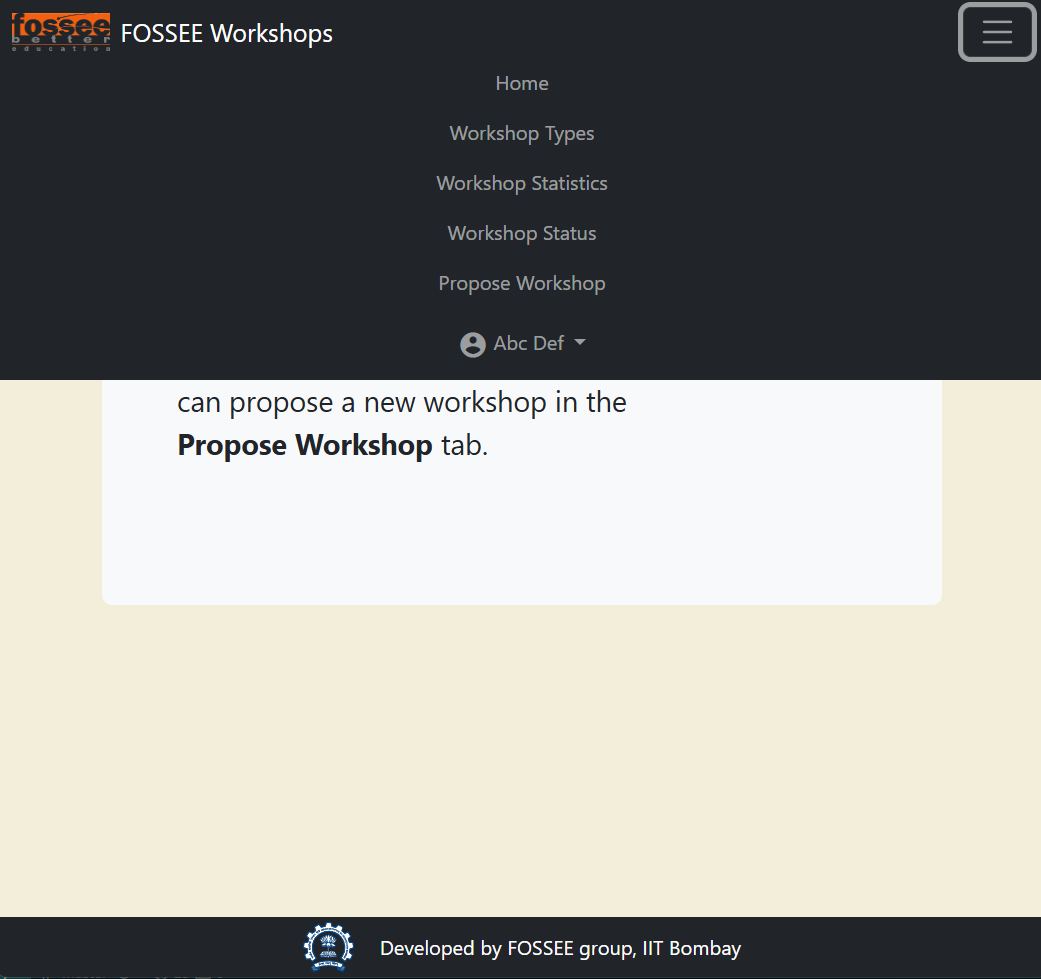 fossee
better
education
FOSSEE Workshops
Home
Workshop Types
Workshop Statistics
Workshop Status
Propose Workshop
Abc Def
can propose a new workshop in the
Propose Workshop tab.
Developed by FOSSEE group, IIT Bombay